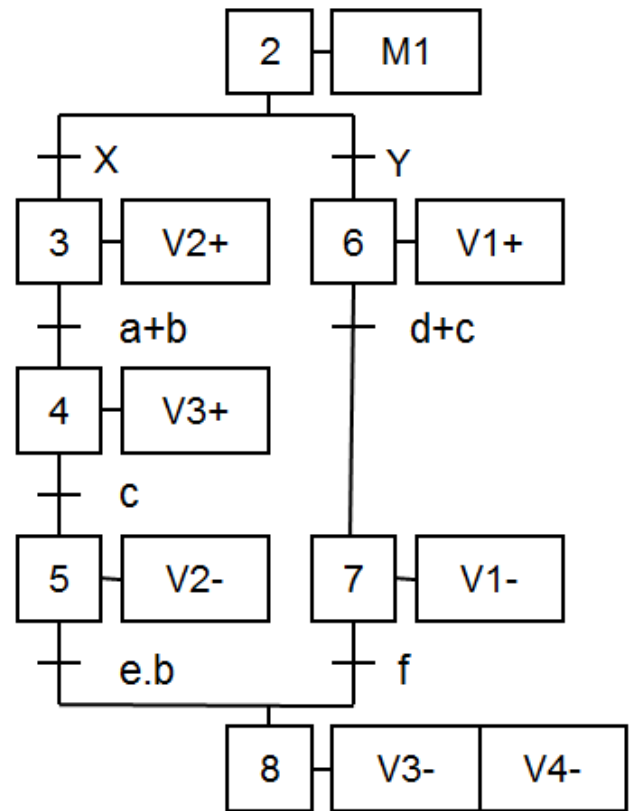 2 M1
X Y
3 V2+ 6 V1+
a+b d+c
4 V3+
c
5 V2- 7 V1-
e.b f
8 V3- V4-